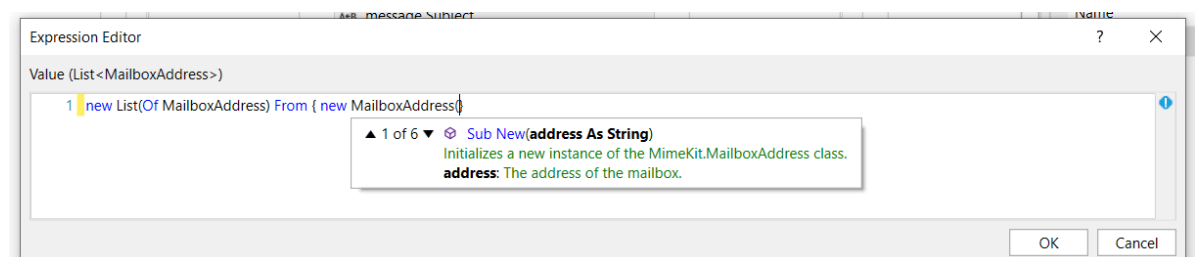 A+B message Subject
Name
Expression Editor ? ×
Value (List<MailboxAddress>)
1 new List(Of MailboxAddress) From { new MailboxAddress(}
▲ 1 of 6 ▼ Sub New(address As String)
Initializes a new instance of the MimeKit.MailboxAddress class.
address: The address of the mailbox.
OK Cancel